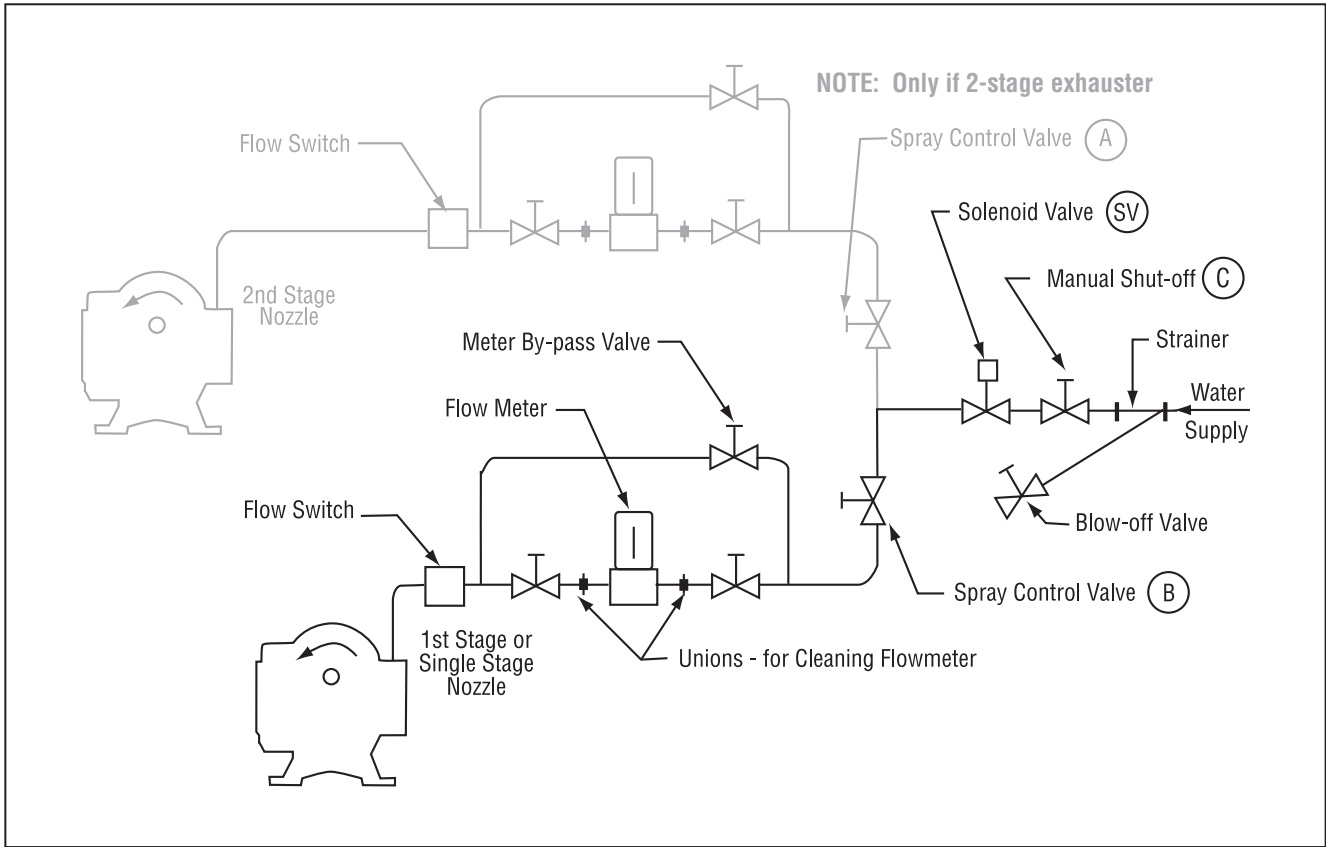 NOTE: Only if 2-stage exhauster
Flow Switch
Spray Control Valve A
Solenoid Valve SV
2nd Stage
Nozzle
Manual Shut-off C
Meter By-pass Valve
Strainer
Flow Meter
Water
Supply
Flow Switch
Blow-off Valve
Spray Control Valve B
1st Stage or
Single Stage
Nozzle
Unions - for Cleaning Flowmeter